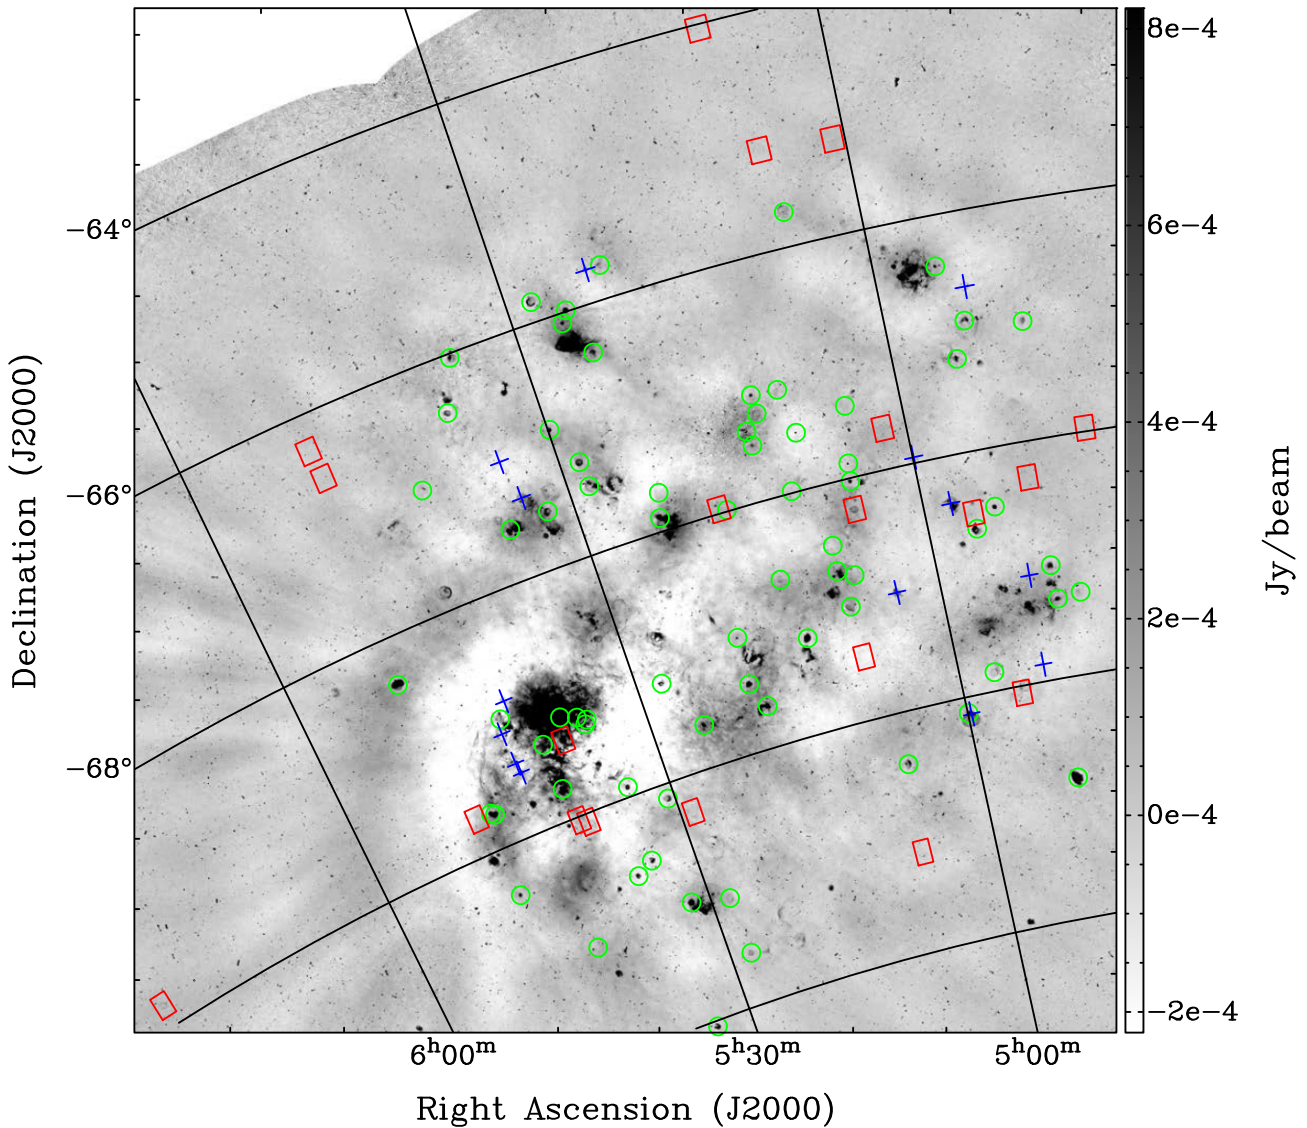 8e−4
−64°
6e−4
Declination (J2000)
4e−4
−66°
Jy/beam
2e−4
−68°
0e−4
−2e−4
6ʰ00ᵐ
5ʰ30ᵐ
5ʰ00ᵐ
Right Ascension (J2000)